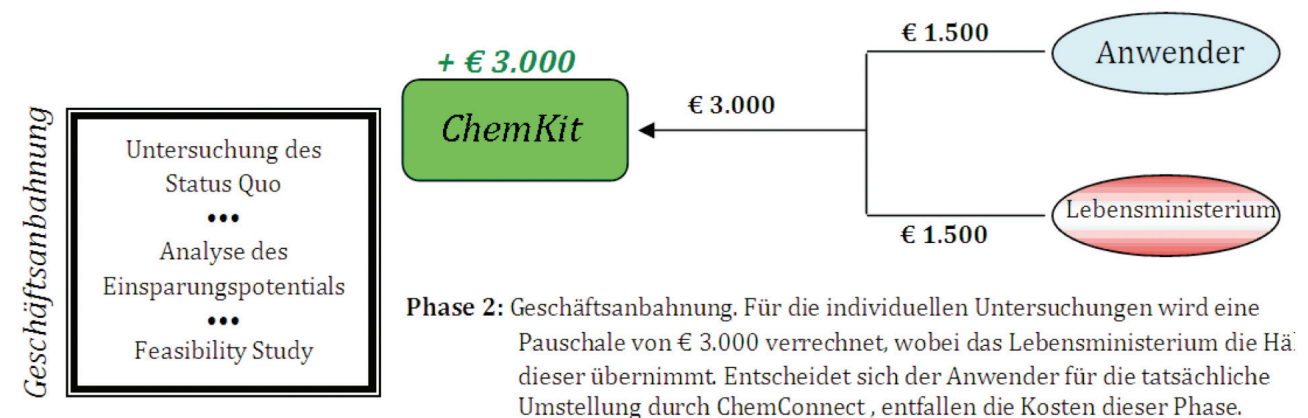 Geschäftsanbahnung
Untersuchung des
Status Quo
•••
Analyse des
Einsparungspotentials
•••
Feasibility Study
+ € 3.000
ChemKit
€ 3.000
€ 1.500
Anwender
Lebensministerium
€ 1.500
Phase 2: Geschäftsanbahnung. Für die individuellen Untersuchungen wird eine
Pauschale von € 3.000 verrechnet, wobei das Lebensministerium die
dieser übernimmt. Entscheidet sich der Anwender für die tatsächliche
Umstellung durch ChemConnect , entfallen die Kosten dieser Phase.